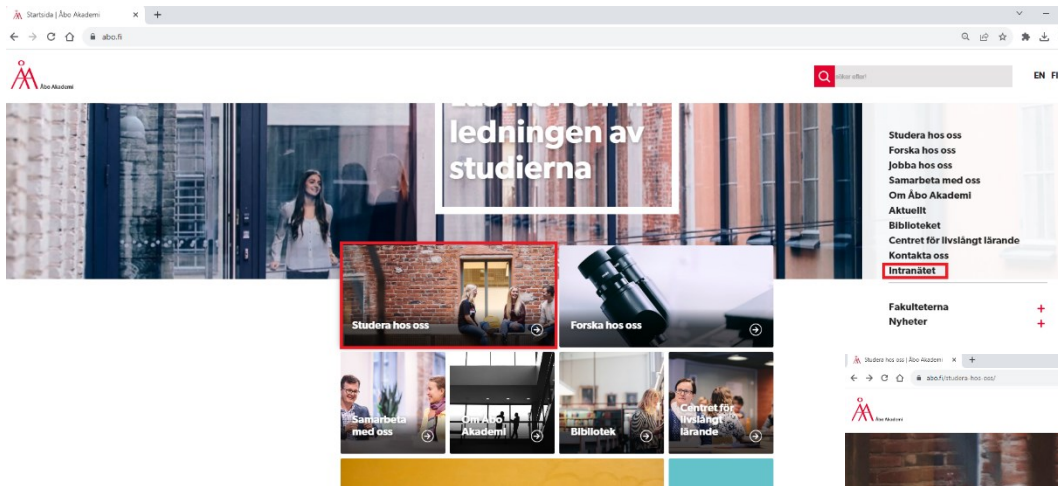 Startsida | Åbo Akademi
abo.fi
Åbo Akademi
EN FI
ledningen av
studierna
Studera hos oss
Forska hos oss
Jobba hos oss
Samarbeta med oss
Om Åbo Akademi
Aktuellt
Biblioteket
Centret för livslångt lärande
Kontakta oss
Intranätet
Fakulteterna
Nyheter
Studera hos oss
Forska hos oss
Samarbeta
med oss
Om Åbo
Akademi
Bibliotek
Centret för
livslångt
lärande
Studera hos oss | Åbo Akademi
abo.fi/studera-hos-oss/
Åbo Akademi